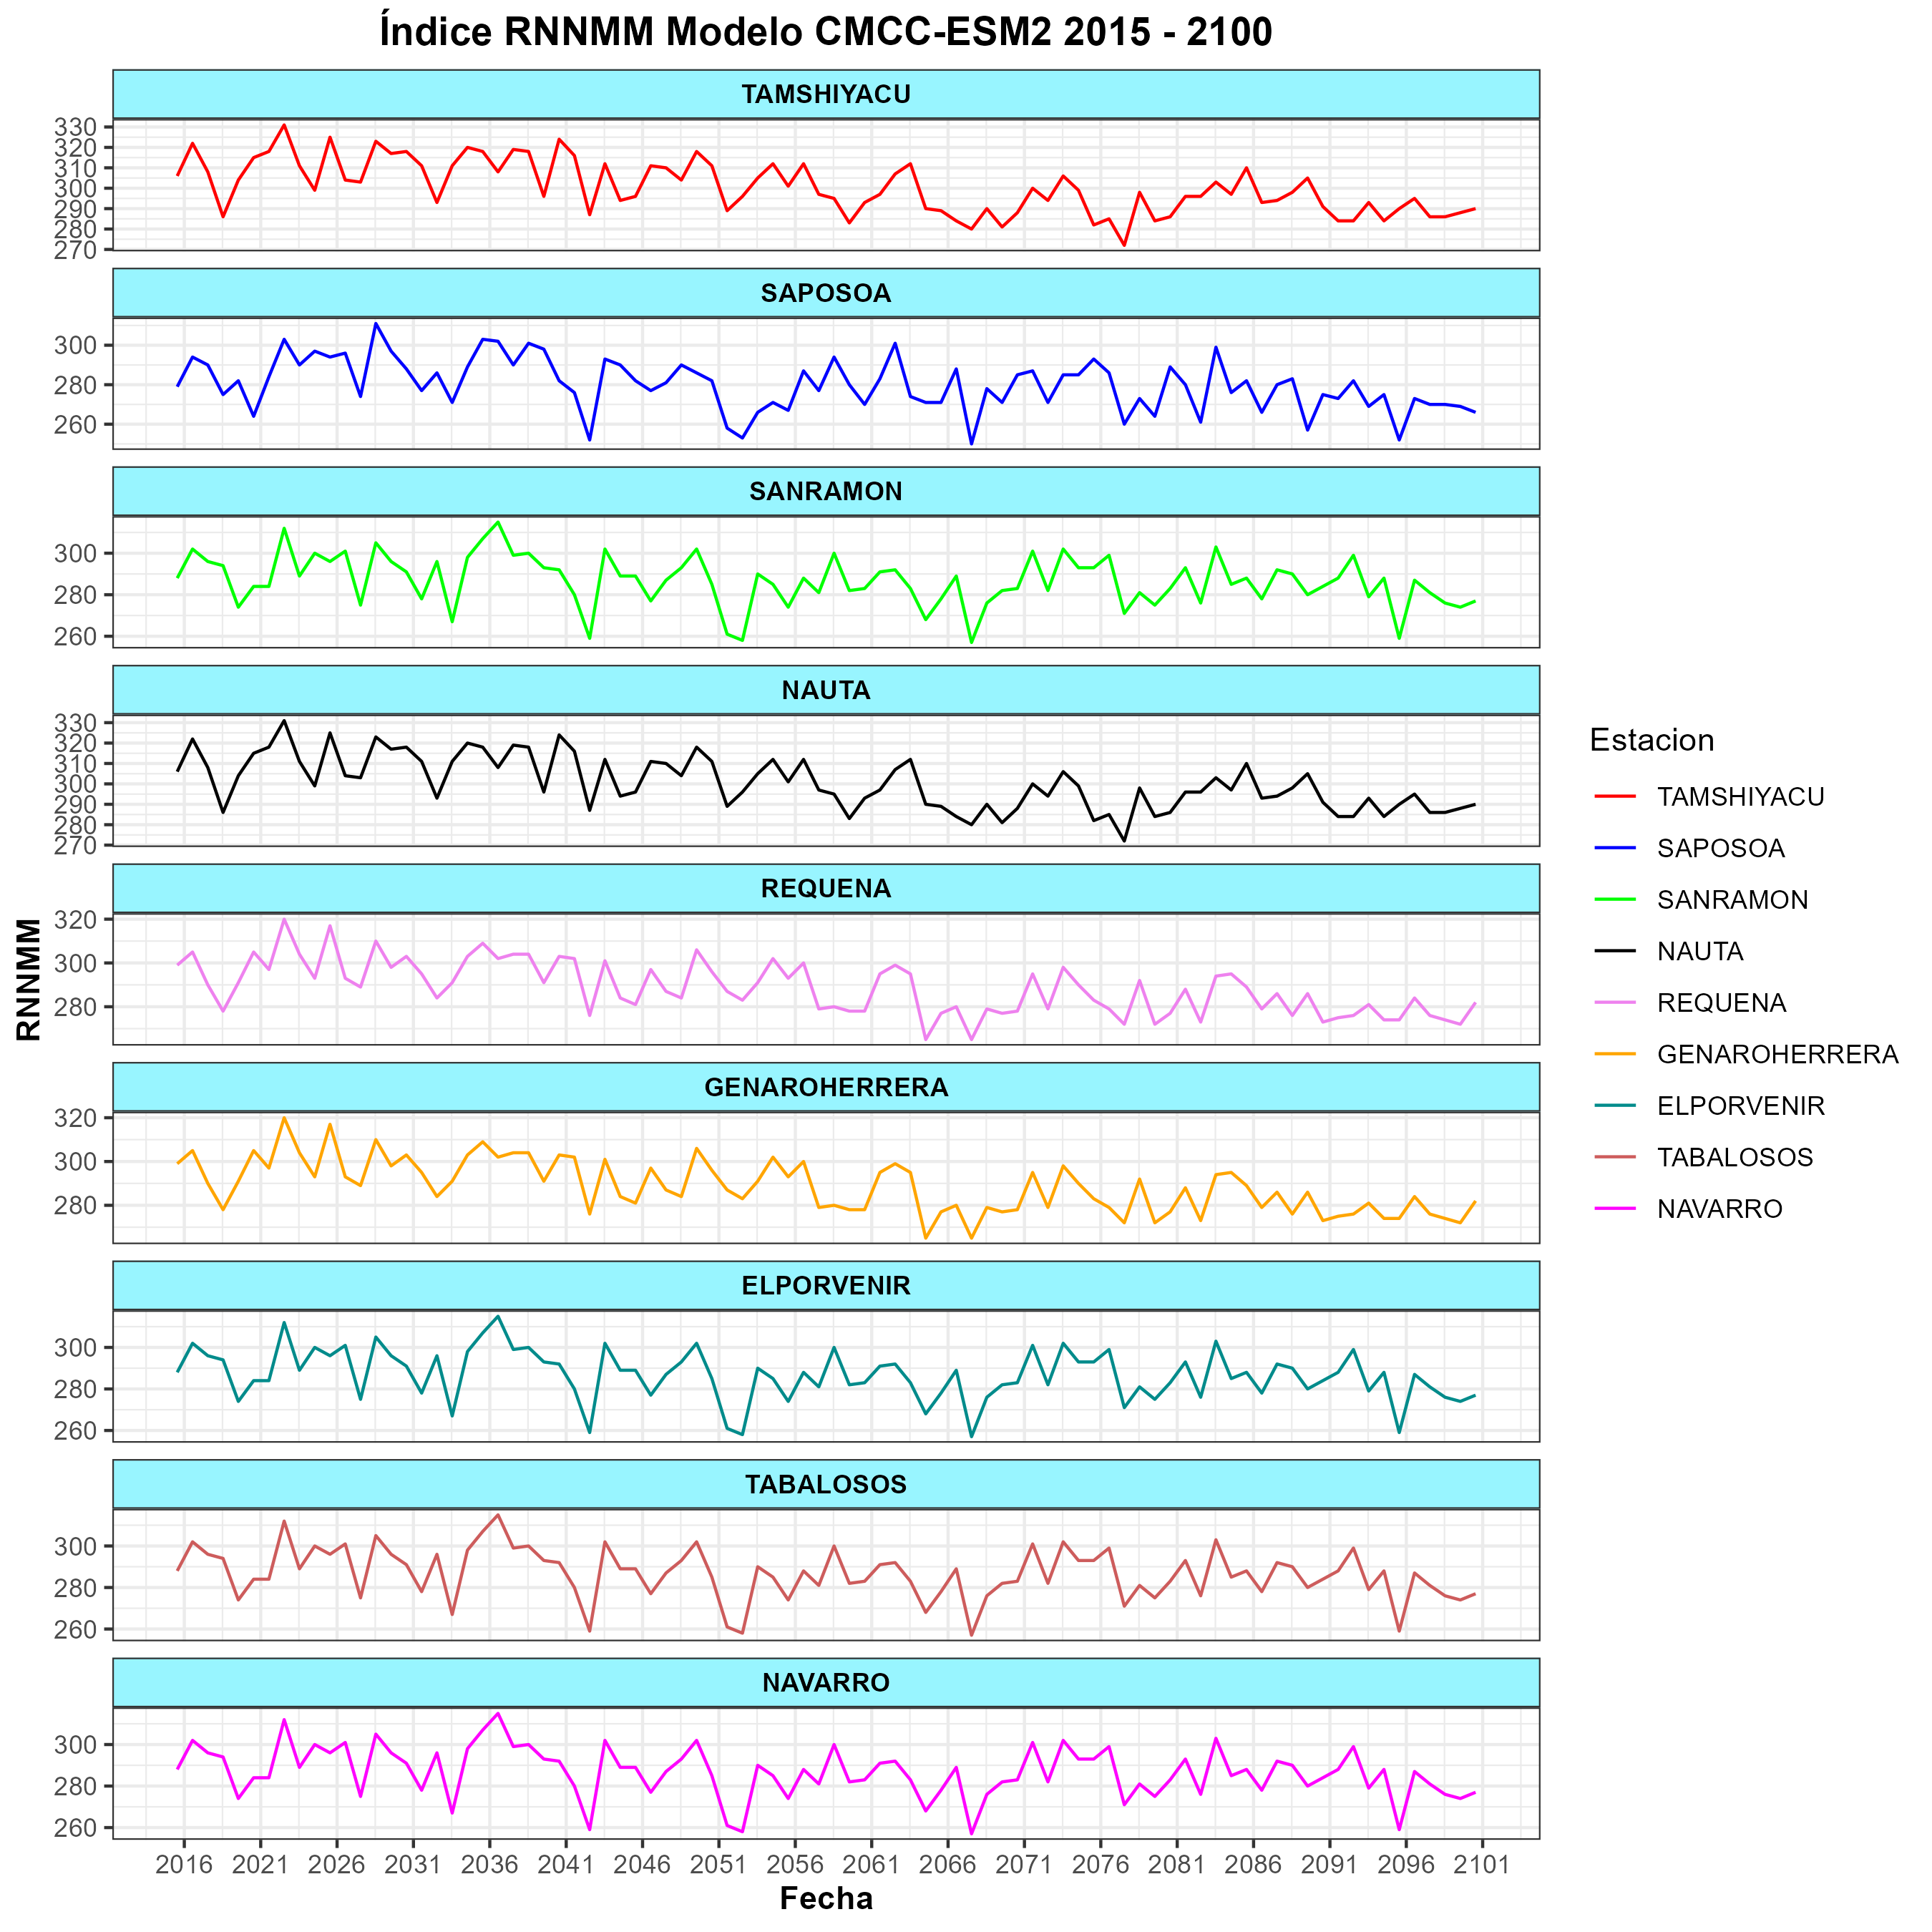 Índice RNNMM Modelo CMCC-ESM2 2015 - 2100
TAMSHIYACU
330
320
310
300
290
280
270
SAPOSOA
300
280
260
SANRAMON
300
280
260
NAUTA
330
320
310
300
290
280
270
REQUENA
320
300
280
GENAROHERRERA
320
300
280
ELPORVENIR
300
280
260
TABALOSOS
300
280
260
NAVARRO
300
280
260
2016 2021 2026 2031 2036 2041 2046 2051 2056 2061 2066 2071 2076 2081 2086 2091 2096 2101
Fecha
RNNMM
Estacion
TAMSHIYACU
SAPOSOA
SANRAMON
NAUTA
REQUENA
GENAROHERRERA
ELPORVENIR
TABALOSOS
NAVARRO